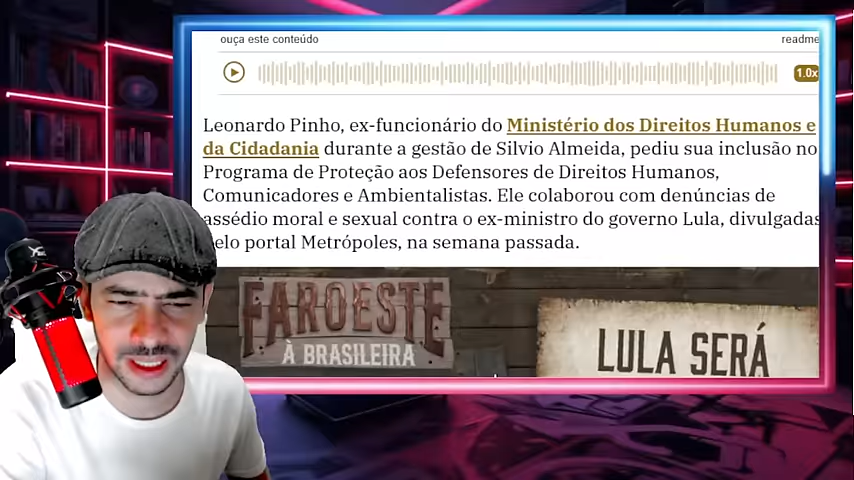 ouça este conteúdo
readme
1.0x
Leonardo Pinho, ex-funcionário do Ministério dos Direitos Humanos e
da Cidadania durante a gestão de Silvio Almeida, pediu sua inclusão no
Programa de Proteção aos Defensores de Direitos Humanos,
Comunicadores e Ambientalistas. Ele colaborou com denúncias de
assédio moral e sexual contra o ex-ministro do governo Lula, divulgadas
elo portal Metrópoles, na semana passada.
FAROESTE
À BRASILEIRA
LULA SERÁ